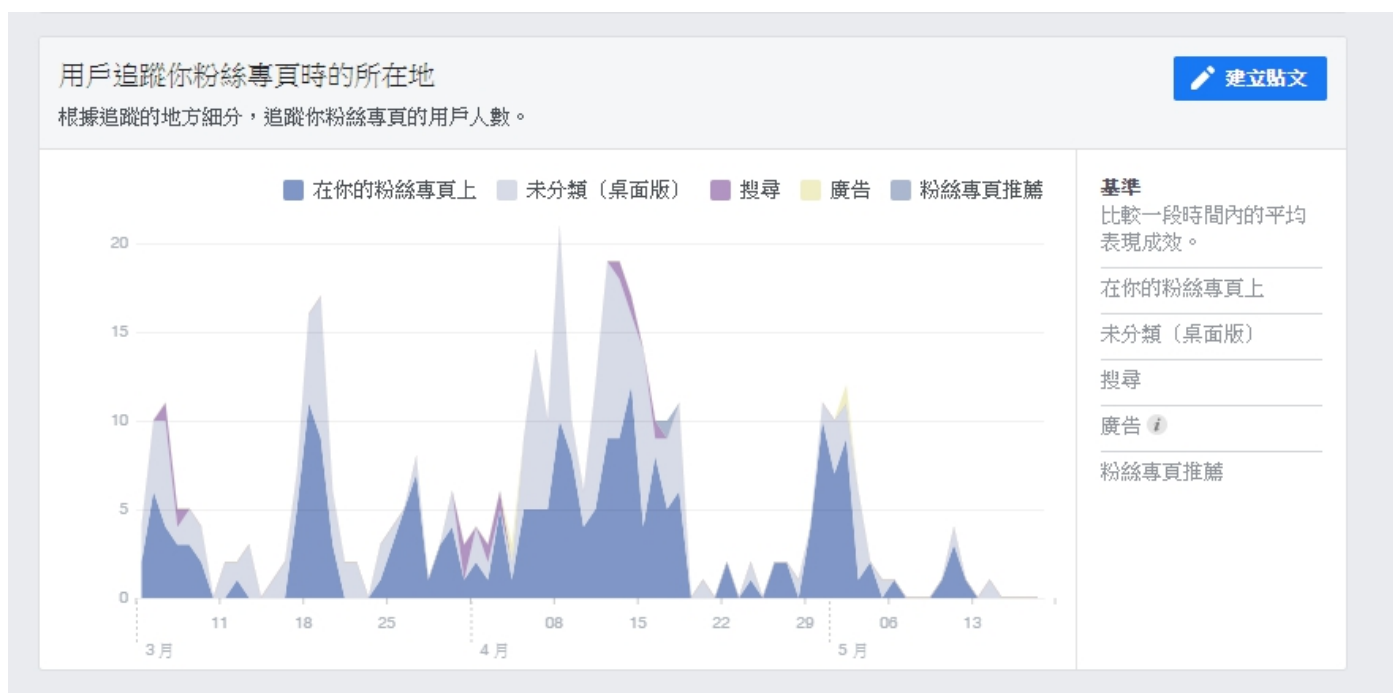 用戶追蹤你粉絲專頁時的所在地
根據追蹤的地方細分，追蹤你粉絲專頁的用戶人數。
建立貼文
在你的粉絲專頁上 未分類（桌面版） 搜尋 廣告 粉絲專頁推薦
20
15
10
5
0
11 18 25 08 15 22 29 06 13
3月 4月 5月
基準
比較一段時間內的平均
表現成效。
在你的粉絲專頁上
未分類（桌面版）
搜尋
廣告 i
粉絲專頁推薦